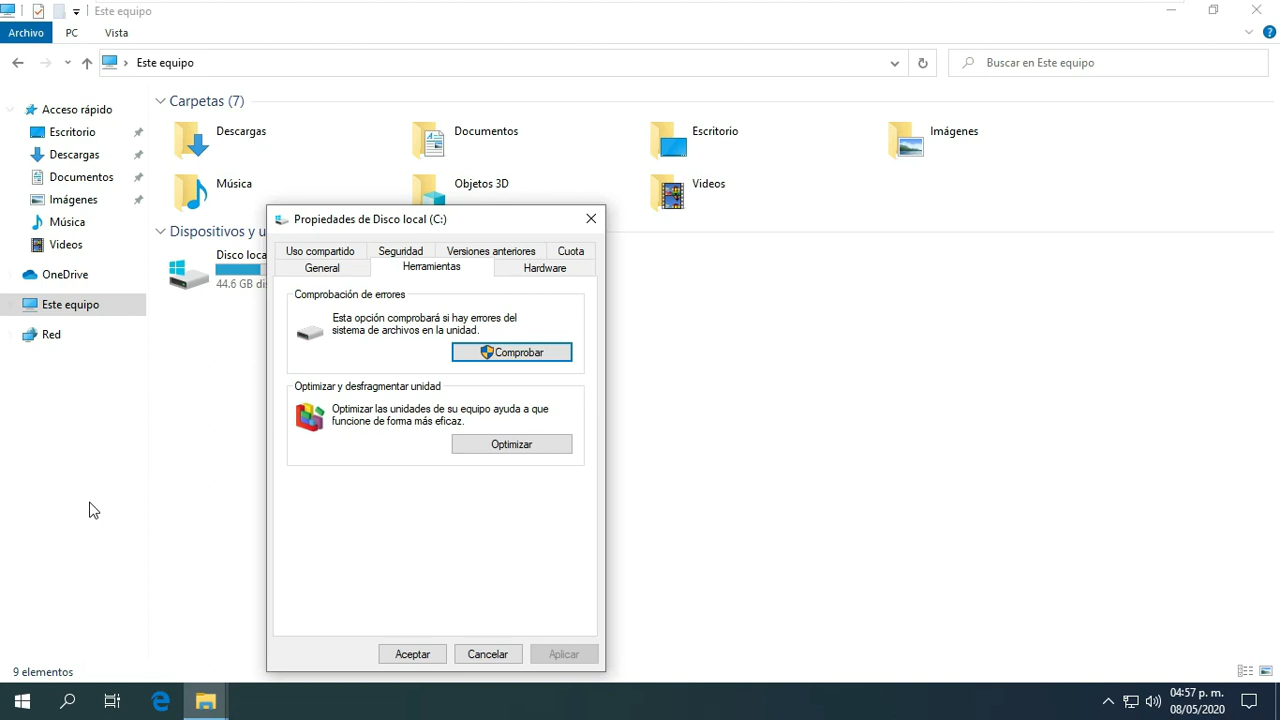 Este equipo
Archivo
PC
Vista
Este equipo
Buscar en Este equipo
Acceso rápido
Escritorio
Descargas
Documentos
Imágenes
Música
Videos
OneDrive
Este equipo
Red
Carpetas (7)
Descargas
Documentos
Escritorio
Imágenes
Música
Objetos 3D
Videos
Dispositivos y u
Disco loca
44.6 GB dis
Propiedades de Disco local (C:)
Uso compartido
Seguridad
Versiones anteriores
Cuota
General
Herramientas
Hardware
Comprobación de errores
Esta opción comprobará si hay errores del
sistema de archivos en la unidad.
Comprobar
Optimizar y desfragmentar unidad
Optimizar las unidades de su equipo ayuda a que
funcione de forma más eficaz.
Optimizar
Aceptar
Cancelar
Aplicar
9 elementos
04:57 p. m.
08/05/2020